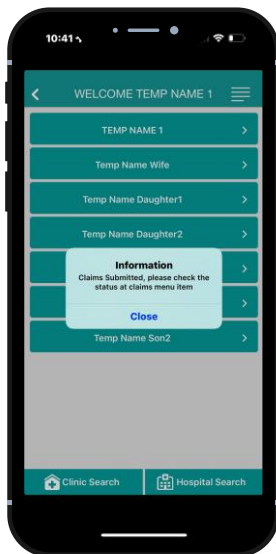 10:41
WELCOME TEMP NAME 1
TEMP NAME 1
Temp Name Wife
Temp Name Daughter1
Temp Name Daughter2
Information
Claims Submitted, please check the
status at claims menu item
Close
Temp Name Son2
Clinic Search
Hospital Search